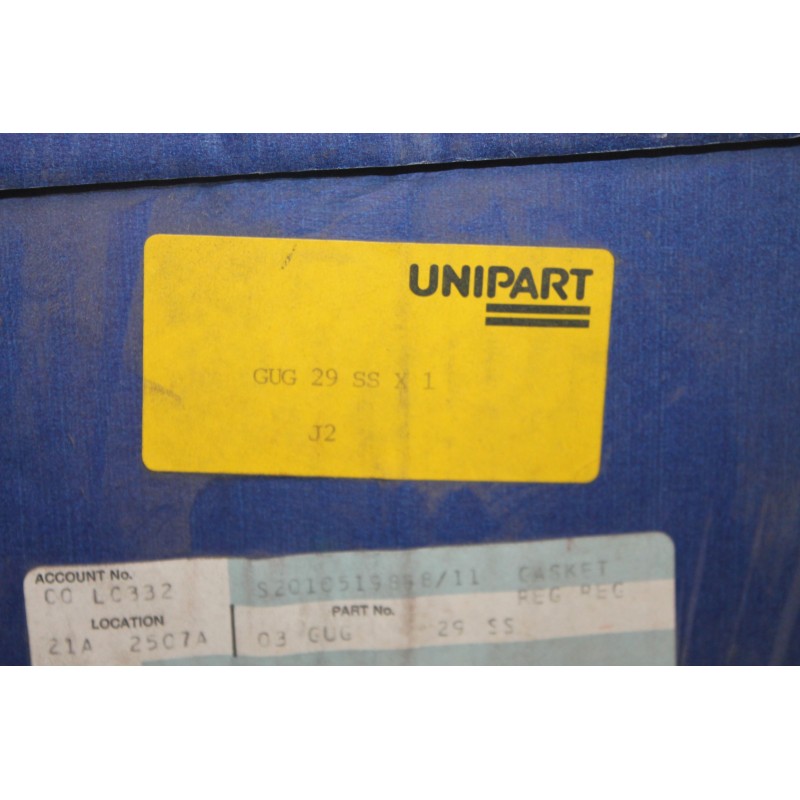 UNIPART
GUG 29 SS X 1
J2
ACCOUNT No.
CO LC332
GASKET
LOCATION
PART No.
21A 2507A
03 GUG 29 SS